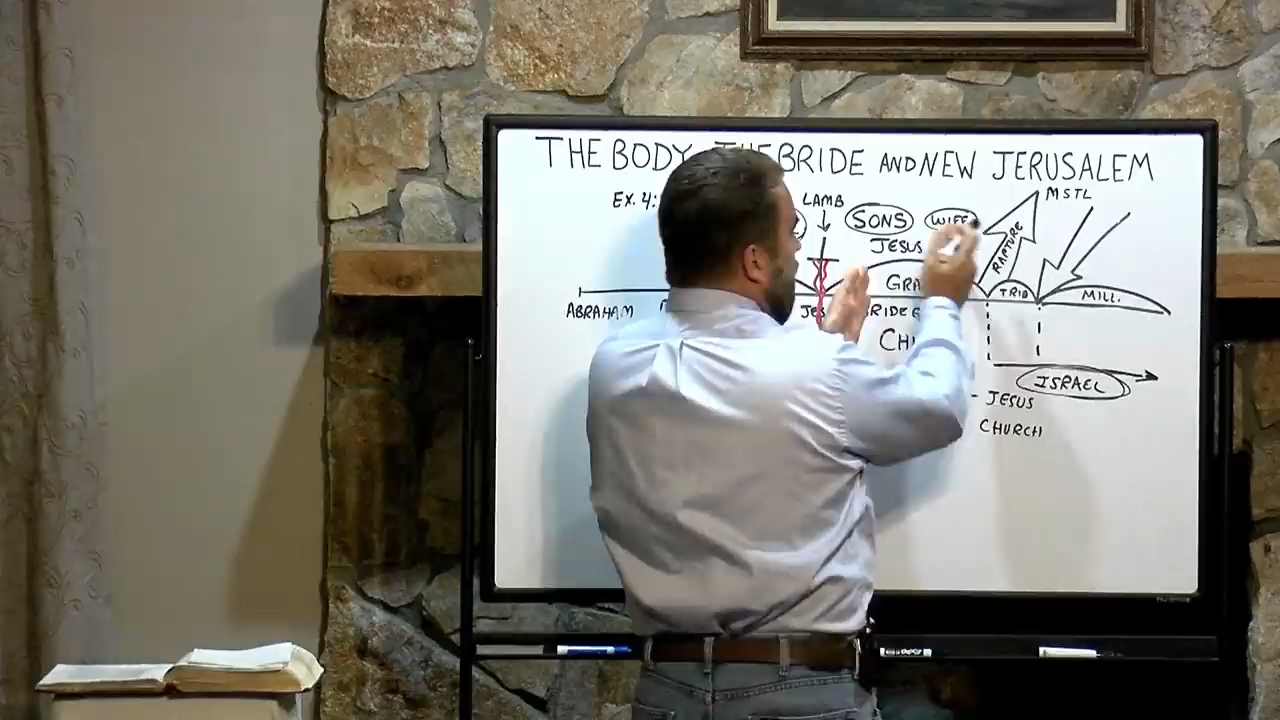 THE BODY, BRIDE AND NEW JERUSALEM
EX. 4:
LAMB
SONS
WIFE
MSTL
JESUS
RAPTURE
TRIB
MILL.
ABRAHAM
ISRAEL
JESUS
CHURCH